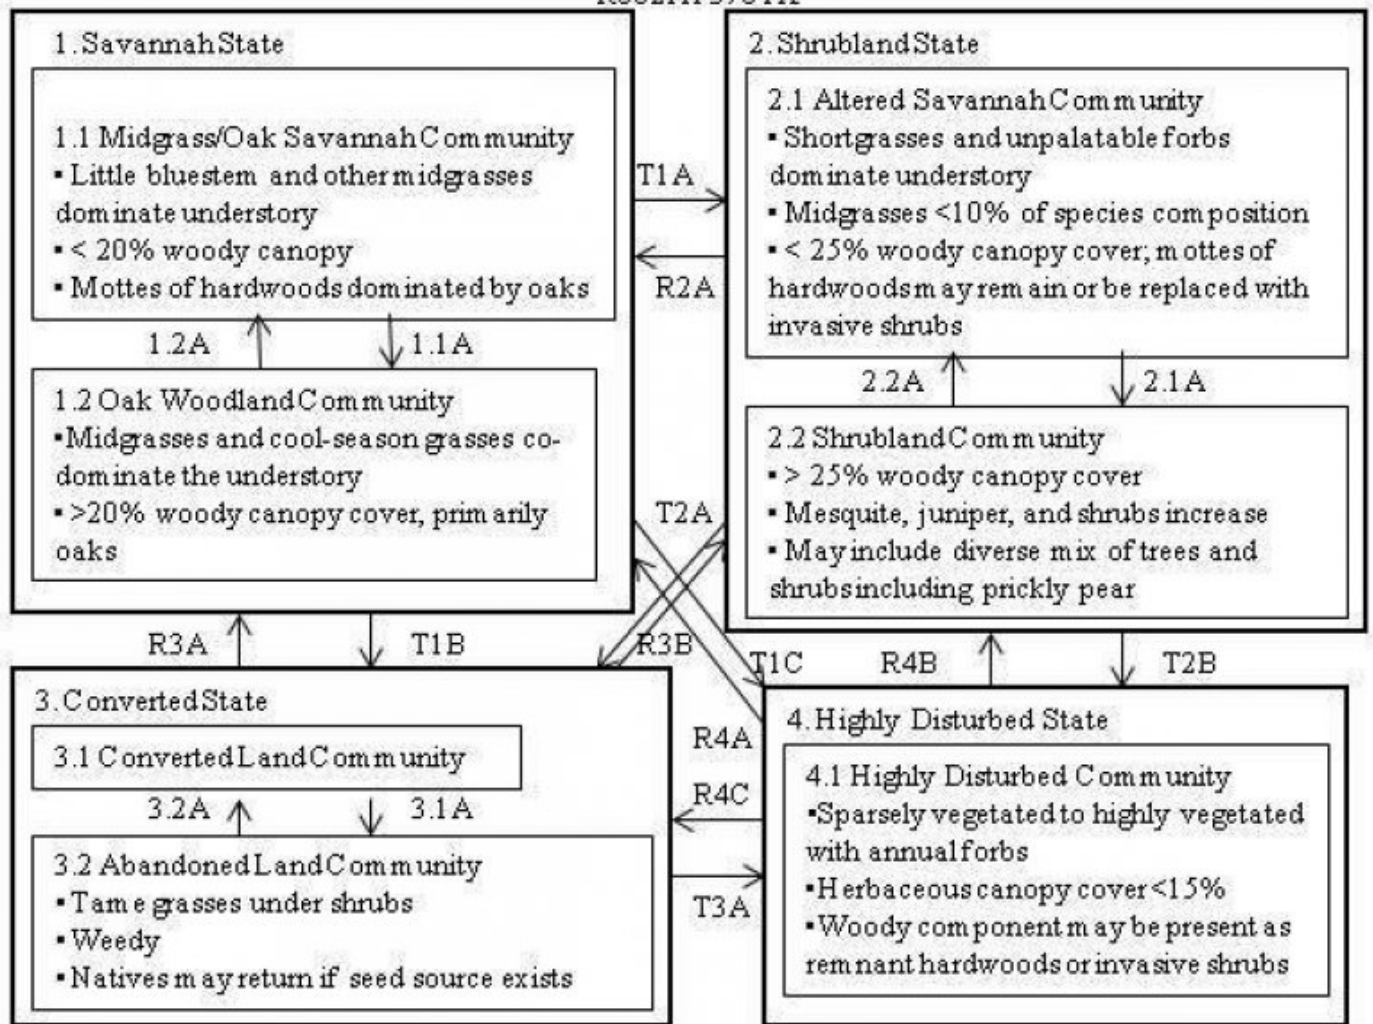 1. Savannah State
1.1 Midgrass/Oak Savannah Community
▪ Little bluestem and other midgrasses
dominate understory
▪ < 20% woody canopy
▪ Mottes of hardwoods dominated by oaks
1.2A
1.1A
1.2 Oak Woodland Community
▪Midgrasses and cool-season grasses co-
dominate the understory
▪ >20% woody canopy cover, primarily
oaks
T1A
R2A
2. Shrubland State
2.1 Altered Savannah Community
▪ Shortgrasses and unpalatable forbs
dominate understory
▪ Midgrasses <10% of species composition
▪ < 25% woody canopy cover; mottes of
hardwoods may remain or be replaced with
invasive shrubs
2.2A
2.1A
2.2 Shrubland Community
▪ > 25% woody canopy cover
▪ Mesquite, juniper, and shrubs increase
▪ May include diverse mix of trees and
shrubs including prickly pear
T2A
R3A
T1B
R3B
T1C
R4B
T2B
3. Converted State
3.1 Converted Land Community
3.2A
3.1A
3.2 Abandoned Land Community
▪ Tame grasses under shrubs
▪ Weedy
▪ Natives may return if seed source exists
R4A
R4C
T3A
4. Highly Disturbed State
4.1 Highly Disturbed Community
▪Sparsely vegetated to highly vegetated
with annual forbs
▪Herbaceous canopy cover <15%
▪ Woody component may be present as
remnant hardwoods or invasive shrubs